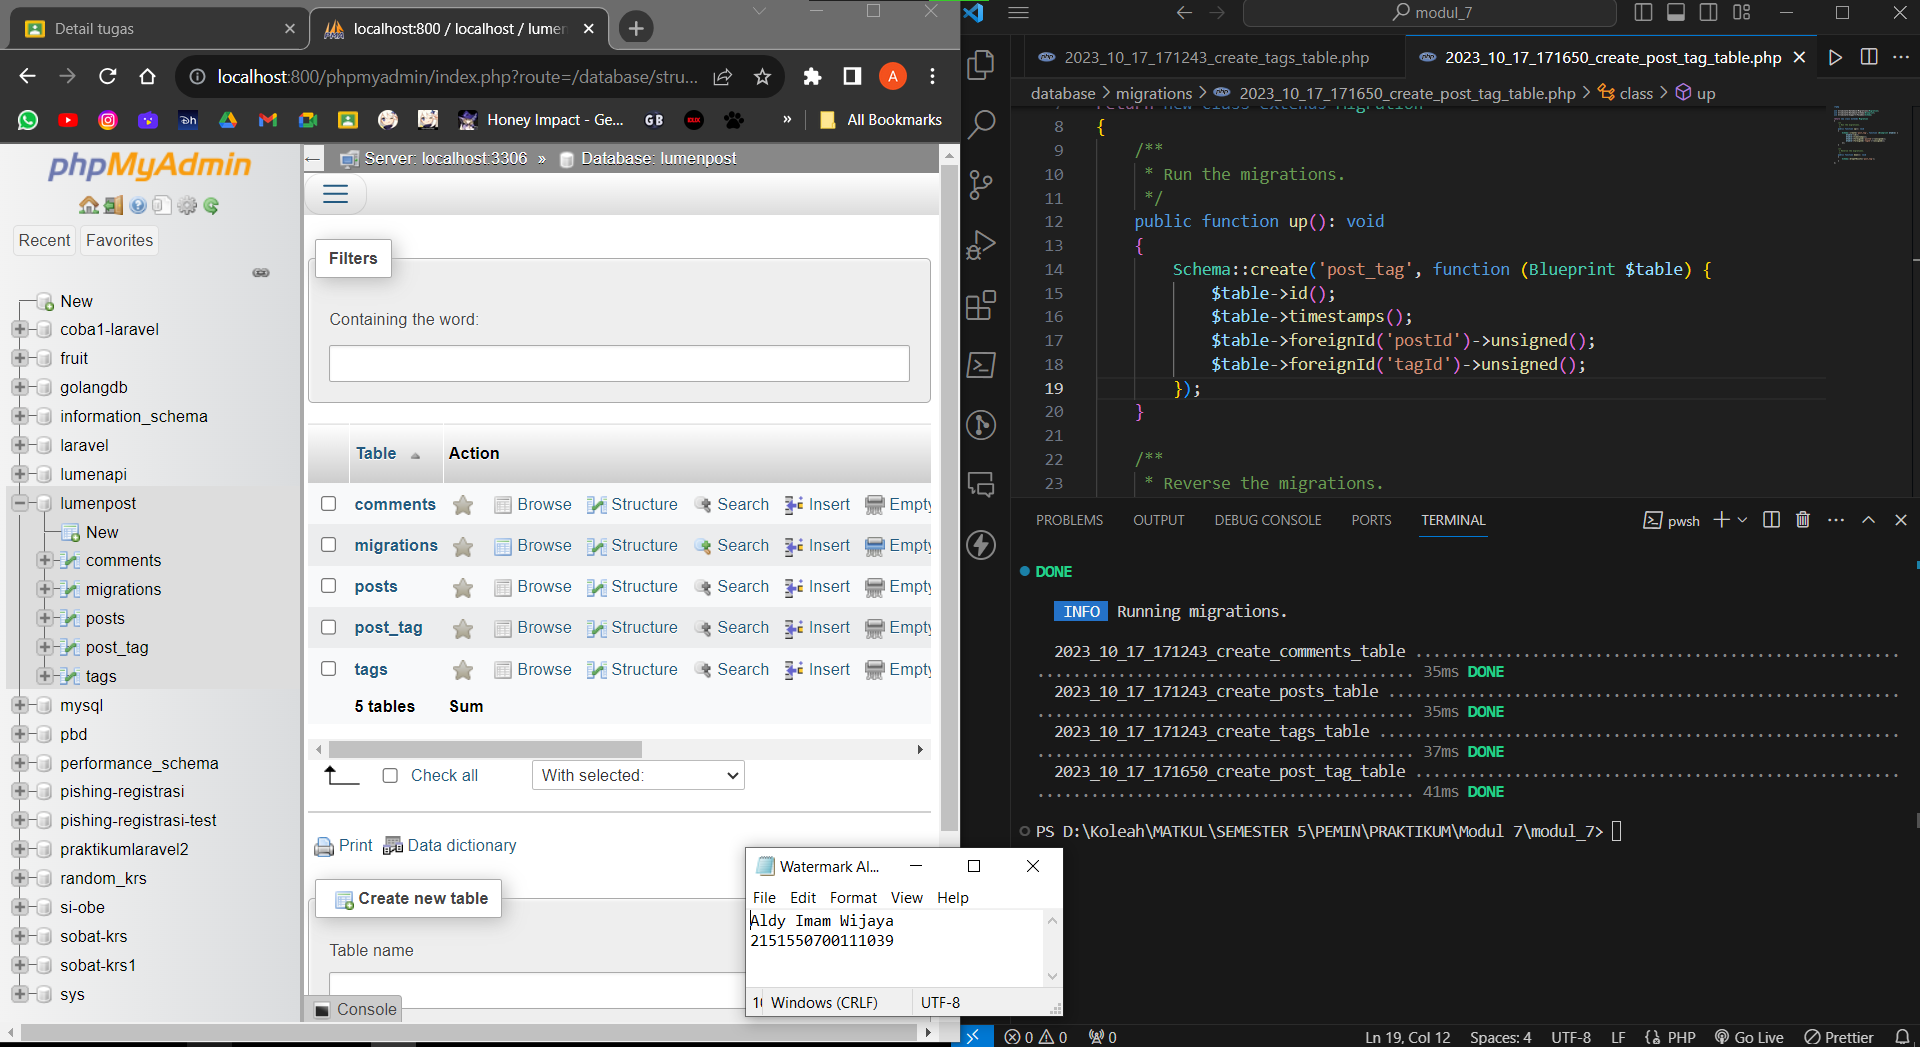 Detail tugas
localhost:800 / localhost / lumen
localhost:800/phpmyadmin/index.php?route=/database/stru...
A
Honey Impact - Ge...
GB
»
All Bookmarks
phpMyAdmin
Recent
Favorites
New
coba1-laravel
fruit
golangdb
information_schema
laravel
lumenapi
lumenpost
New
comments
migrations
posts
post_tag
tags
mysql
pbd
performance_schema
pishing-registrasi
pishing-registrasi-test
praktikumlaravel2
random_krs
si-obe
sobat-krs
sobat-krs1
sys
Server: localhost:3306 » Database: lumenpost
Filters
Containing the word:
Table Action
comments Browse Structure Search Insert Empty
migrations Browse Structure Search Insert Empty
posts Browse Structure Search Insert Empty
post_tag Browse Structure Search Insert Empty
tags Browse Structure Search Insert Empty
5 tables Sum
Check all With selected:
Print Data dictionary
Create new table
Table name
Console
Watermark Al...
File Edit Format View Help
Aldy Imam Wijaya
2151550700111039
Windows (CRLF) UTF-8
modul_7
2023_10_17_171243_create_tags_table.php
2023_10_17_171650_create_post_tag_table.php
database > migrations > 2023_10_17_171650_create_post_tag_table.php > class > up
return new class extends Migration
8 {
9 /**
10 * Run the migrations.
11 */
12 public function up(): void
13 {
14 Schema::create('post_tag', function (Blueprint $table) {
15 $table->id();
16 $table->timestamps();
17 $table->foreignId('postId')->unsigned();
18 $table->foreignId('tagId')->unsigned();
19 });
20 }
21
22 /**
23 * Reverse the migrations.
PROBLEMS OUTPUT DEBUG CONSOLE PORTS TERMINAL
pwsh
DONE
INFO Running migrations.
2023_10_17_171243_create_comments_table
35ms DONE
2023_10_17_171243_create_posts_table
35ms DONE
2023_10_17_171243_create_tags_table
37ms DONE
2023_10_17_171650_create_post_tag_table
41ms DONE
PS D:\Koleah\MATKUL\SEMESTER 5\PEMIN\PRAKTIKUM\Modul 7\modul_7>
0 0 0 Ln 19, Col 12 Spaces: 4 UTF-8 LF PHP Go Live Prettier